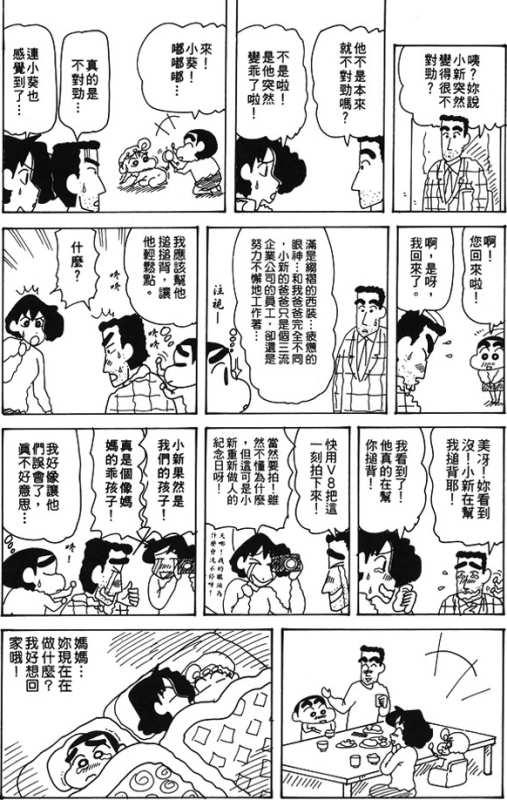 咦？妳說
小新突然
變得很不
對勁？
他不是本來
就不對勁嗎？
不是啦！
是他突然
變乖了啦！
來！
嘟嘟嘟…
真的是
不對勁…
連小葵也
感覺到了…
啊！
您回來啦！
啊，是呀，
我回來了。
滿是縐褶的西裝…疲憊的
眼神…和我爸爸完全不同
，小新的爸爸只是個三流
企業公司的員工，卻還是
努力不懈地工作著…
注視—
我應該幫他
搥搥背，讓
他輕鬆點。
咚咚
什麼？
美冴！妳看到
沒！小新在幫
我搥背耶！
我看到了！
他真的在幫
你搥背！
快用V8把這
一刻拍下來！
當然要拍！雖
然不懂為什麼
，但這可是小
新重新做人的
紀念日呀！
小新果然是
我們的孩子！
真是個像媽
媽的乖孩子！
咚！
我好像讓他
們誤會了，
真不好意思…
媽媽…
妳現在在
做什麼？
我好想回
家哦！